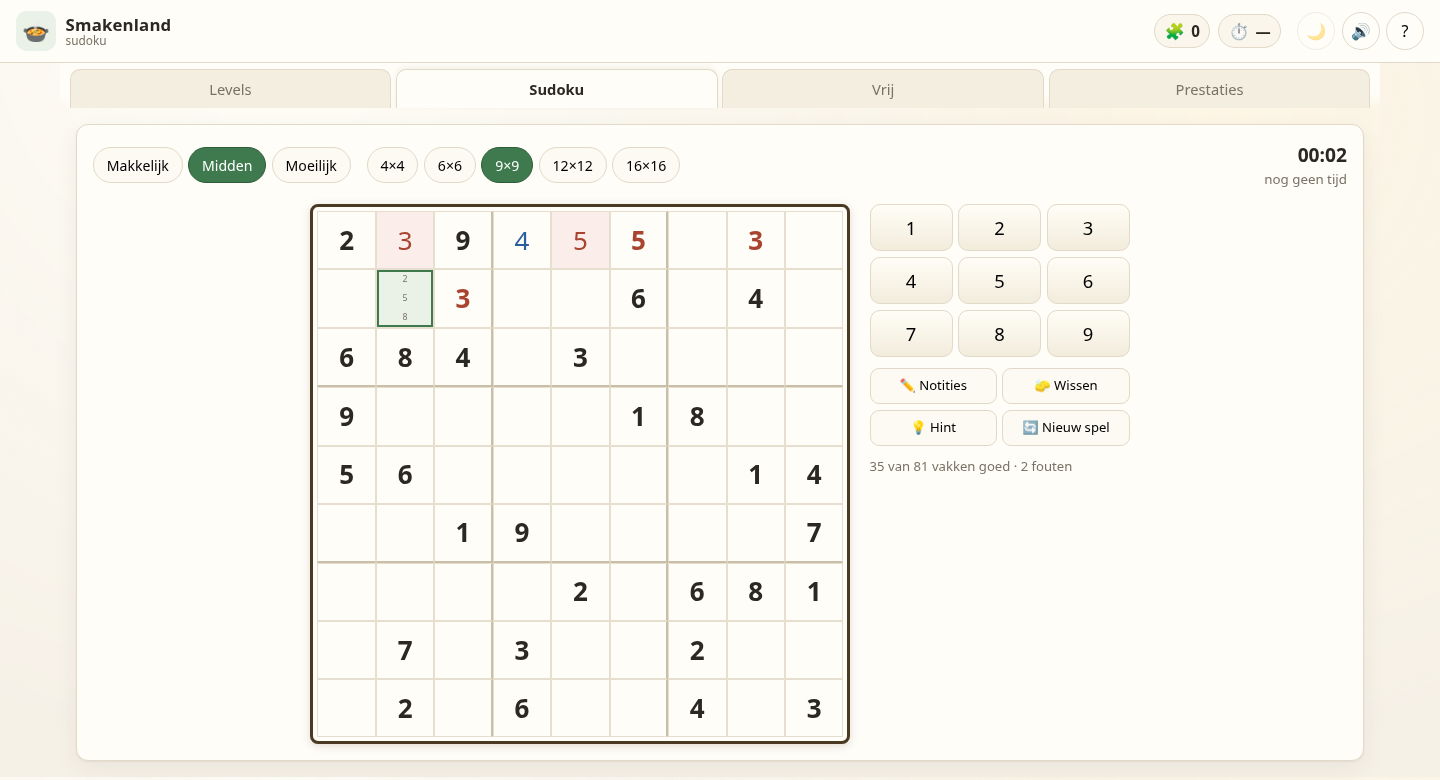 Smakenland
sudoku
🧩 0
⏱️ —
?
Levels
Sudoku
Vrij
Prestaties
Makkelijk Midden Moeilijk 4×4 6×6 9×9 12×12 16×16
00:02
nog geen tijd
2 3 9 4 5 5 3
2
5
8
3 6 4
6 8 4 3
9 1 8
5 6 1 4
1 9 7
2 6 8 1
7 3 2
2 6 4 3
1 2 3
4 5 6
7 8 9
✏️ Notities 🧽 Wissen
💡 Hint 🔄 Nieuw spel
35 van 81 vakken goed · 2 fouten